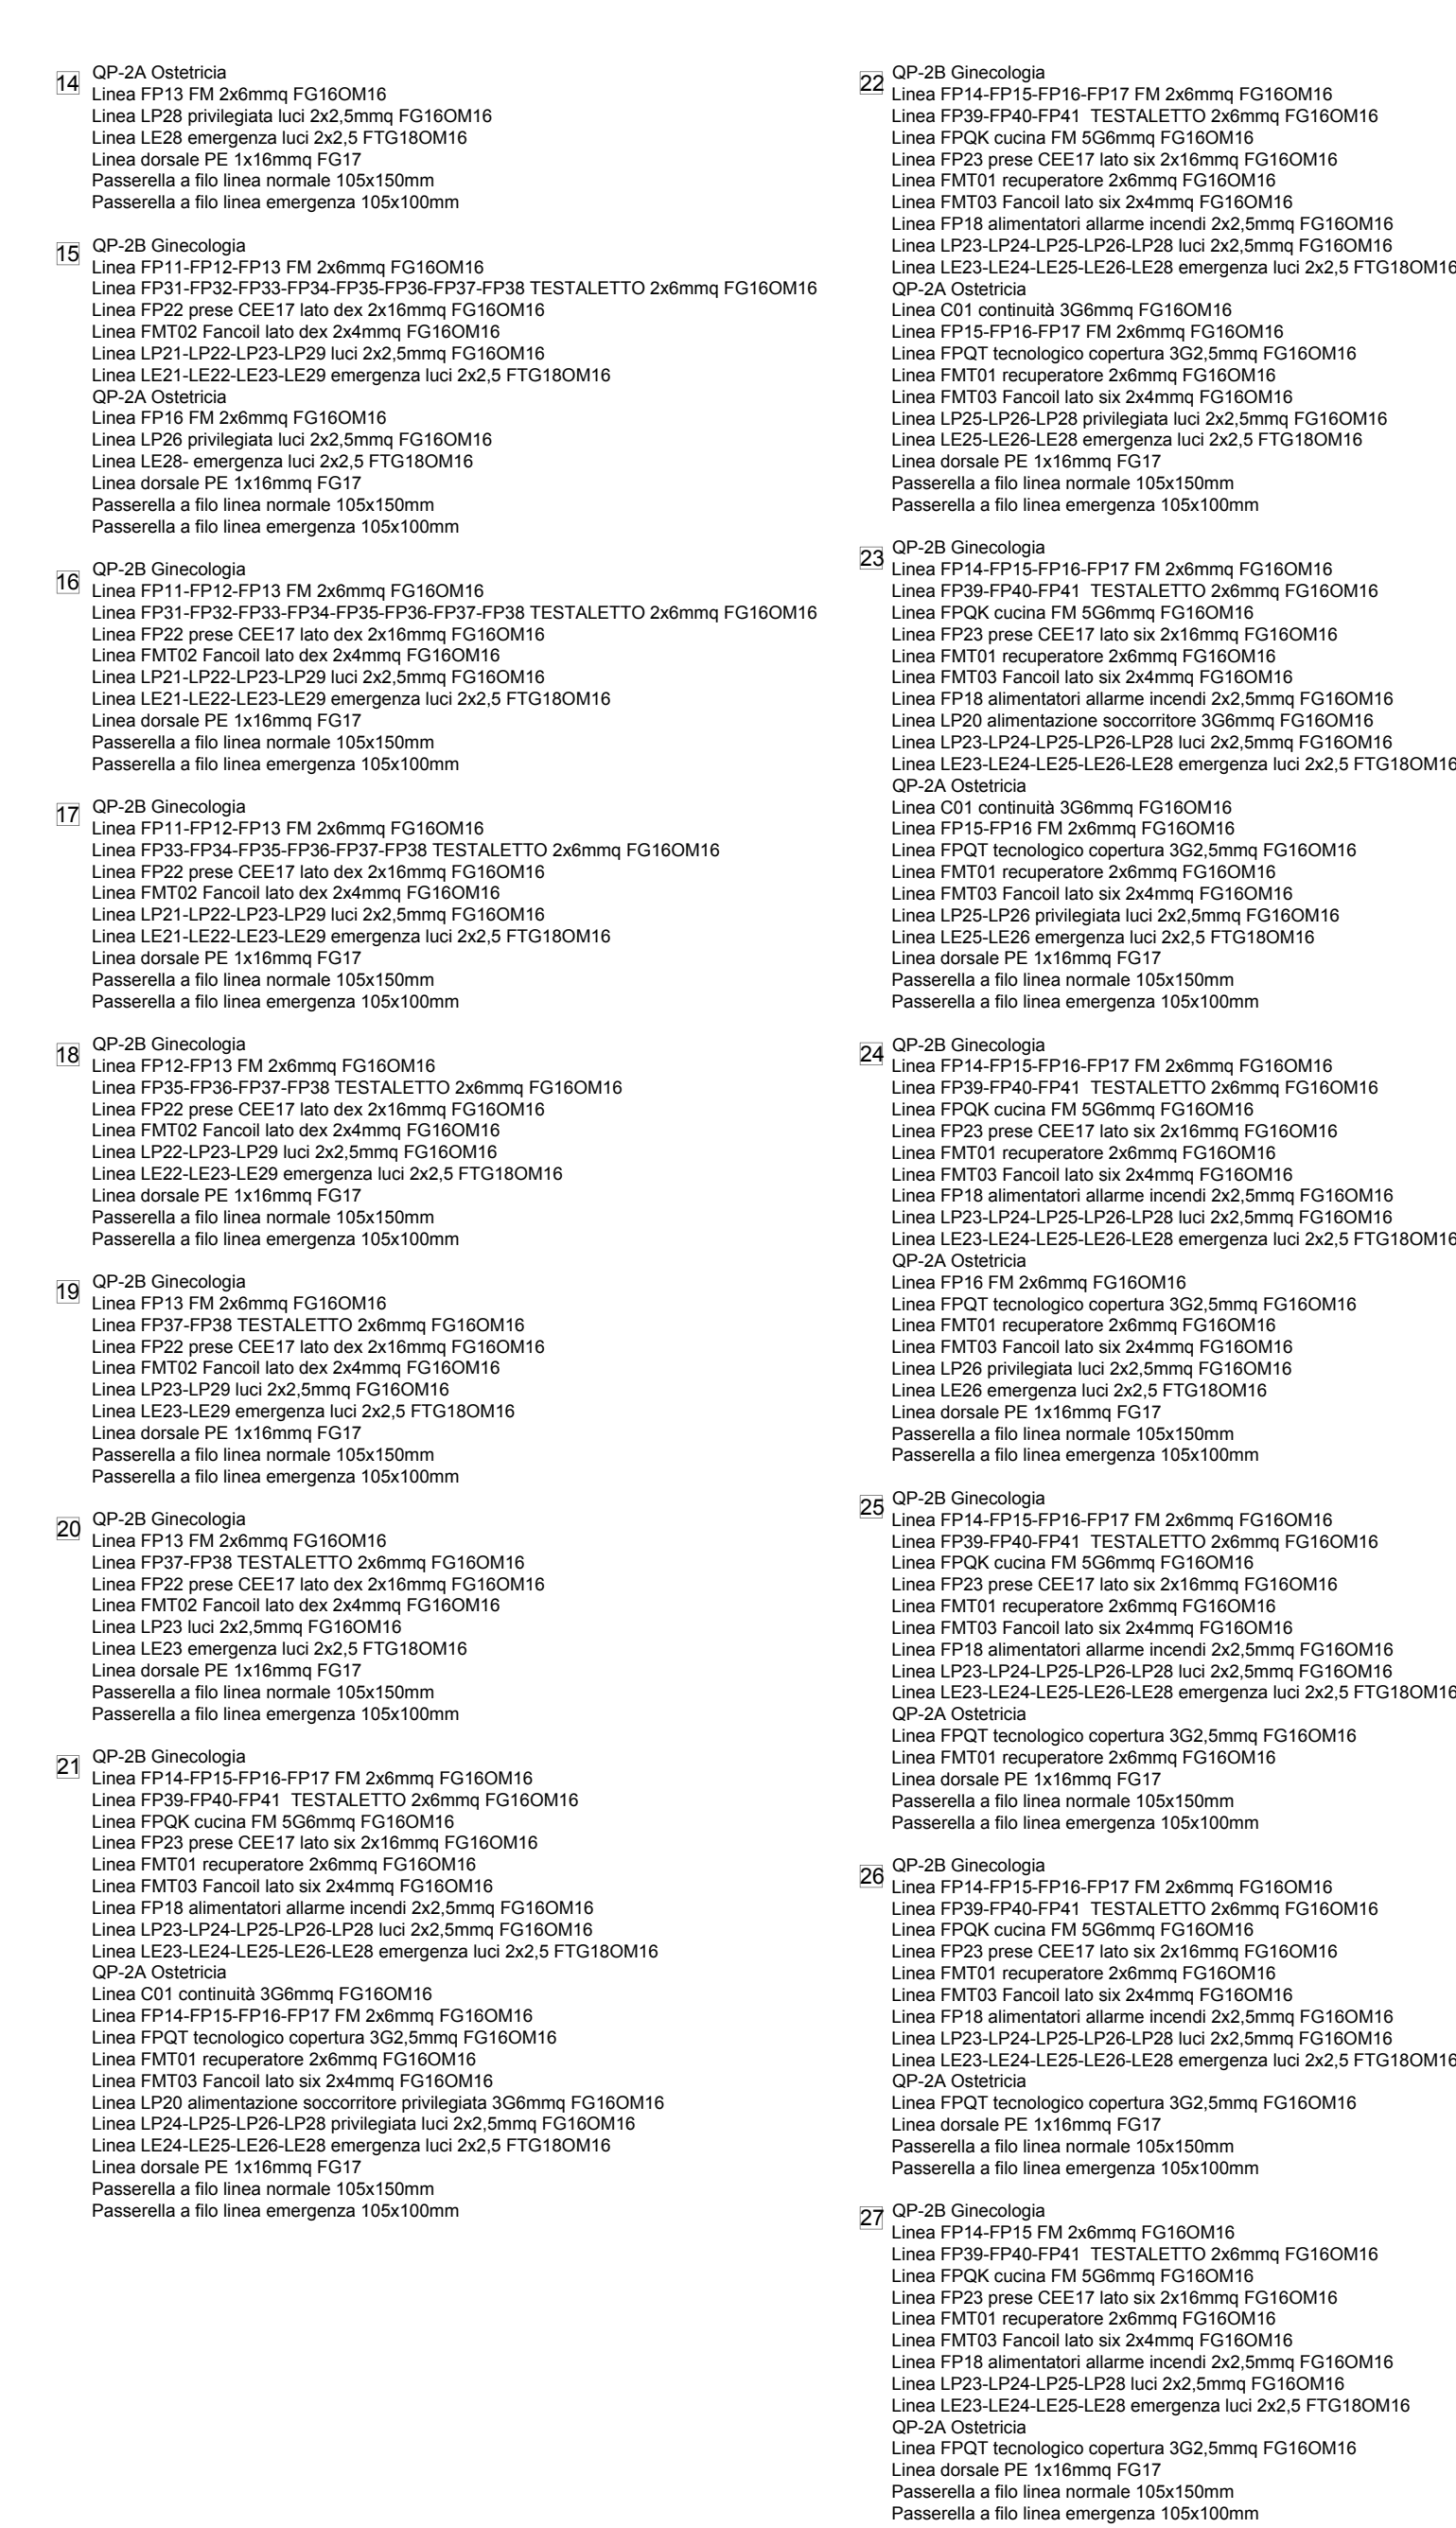 14
QP-2A Ostetricia
Linea FP13 FM 2x6mmq FG16OM16
Linea LP28 privilegiata luci 2x2,5mmq FG16OM16
Linea LE28 emergenza luci 2x2,5 FTG18OM16
Linea dorsale PE 1x16mmq FG17
Passerella a filo linea normale 105x150mm
Passerella a filo linea emergenza 105x100mm
15
QP-2B Ginecologia
Linea FP11-FP12-FP13 FM 2x6mmq FG16OM16
Linea FP31-FP32-FP33-FP34-FP35-FP36-FP37-FP38 TESTALETTO 2x6mmq FG16OM16
Linea FP22 prese CEE17 lato dex 2x16mmq FG16OM16
Linea FMT02 Fancoil lato dex 2x4mmq FG16OM16
Linea LP21-LP22-LP23-LP29 luci 2x2,5mmq FG16OM16
Linea LE21-LE22-LE23-LE29 emergenza luci 2x2,5 FTG18OM16
QP-2A Ostetricia
Linea FP16 FM 2x6mmq FG16OM16
Linea LP26 privilegiata luci 2x2,5mmq FG16OM16
Linea LE28- emergenza luci 2x2,5 FTG18OM16
Linea dorsale PE 1x16mmq FG17
Passerella a filo linea normale 105x150mm
Passerella a filo linea emergenza 105x100mm
16
QP-2B Ginecologia
Linea FP11-FP12-FP13 FM 2x6mmq FG16OM16
Linea FP31-FP32-FP33-FP34-FP35-FP36-FP37-FP38 TESTALETTO 2x6mmq FG16OM16
Linea FP22 prese CEE17 lato dex 2x16mmq FG16OM16
Linea FMT02 Fancoil lato dex 2x4mmq FG16OM16
Linea LP21-LP22-LP23-LP29 luci 2x2,5mmq FG16OM16
Linea LE21-LE22-LE23-LE29 emergenza luci 2x2,5 FTG18OM16
Linea dorsale PE 1x16mmq FG17
Passerella a filo linea normale 105x150mm
Passerella a filo linea emergenza 105x100mm
17
QP-2B Ginecologia
Linea FP11-FP12-FP13 FM 2x6mmq FG16OM16
Linea FP33-FP34-FP35-FP36-FP37-FP38 TESTALETTO 2x6mmq FG16OM16
Linea FP22 prese CEE17 lato dex 2x16mmq FG16OM16
Linea FMT02 Fancoil lato dex 2x4mmq FG16OM16
Linea LP21-LP22-LP23-LP29 luci 2x2,5mmq FG16OM16
Linea LE21-LE22-LE23-LE29 emergenza luci 2x2,5 FTG18OM16
Linea dorsale PE 1x16mmq FG17
Passerella a filo linea normale 105x150mm
Passerella a filo linea emergenza 105x100mm
18
QP-2B Ginecologia
Linea FP12-FP13 FM 2x6mmq FG16OM16
Linea FP35-FP36-FP37-FP38 TESTALETTO 2x6mmq FG16OM16
Linea FP22 prese CEE17 lato dex 2x16mmq FG16OM16
Linea FMT02 Fancoil lato dex 2x4mmq FG16OM16
Linea LP22-LP23-LP29 luci 2x2,5mmq FG16OM16
Linea LE22-LE23-LE29 emergenza luci 2x2,5 FTG18OM16
Linea dorsale PE 1x16mmq FG17
Passerella a filo linea normale 105x150mm
Passerella a filo linea emergenza 105x100mm
19
QP-2B Ginecologia
Linea FP13 FM 2x6mmq FG16OM16
Linea FP37-FP38 TESTALETTO 2x6mmq FG16OM16
Linea FP22 prese CEE17 lato dex 2x16mmq FG16OM16
Linea FMT02 Fancoil lato dex 2x4mmq FG16OM16
Linea LP23-LP29 luci 2x2,5mmq FG16OM16
Linea LE23-LE29 emergenza luci 2x2,5 FTG18OM16
Linea dorsale PE 1x16mmq FG17
Passerella a filo linea normale 105x150mm
Passerella a filo linea emergenza 105x100mm
20
QP-2B Ginecologia
Linea FP13 FM 2x6mmq FG16OM16
Linea FP37-FP38 TESTALETTO 2x6mmq FG16OM16
Linea FP22 prese CEE17 lato dex 2x16mmq FG16OM16
Linea FMT02 Fancoil lato dex 2x4mmq FG16OM16
Linea LP23 luci 2x2,5mmq FG16OM16
Linea LE23 emergenza luci 2x2,5 FTG18OM16
Linea dorsale PE 1x16mmq FG17
Passerella a filo linea normale 105x150mm
Passerella a filo linea emergenza 105x100mm
21
QP-2B Ginecologia
Linea FP14-FP15-FP16-FP17 FM 2x6mmq FG16OM16
Linea FP39-FP40-FP41  TESTALETTO 2x6mmq FG16OM16
Linea FPQK cucina FM 5G6mmq FG16OM16
Linea FP23 prese CEE17 lato six 2x16mmq FG16OM16
Linea FMT01 recuperatore 2x6mmq FG16OM16
Linea FMT03 Fancoil lato six 2x4mmq FG16OM16
Linea FP18 alimentatori allarme incendi 2x2,5mmq FG16OM16
Linea LP23-LP24-LP25-LP26-LP28 luci 2x2,5mmq FG16OM16
Linea LE23-LE24-LE25-LE26-LE28 emergenza luci 2x2,5 FTG18OM16
QP-2A Ostetricia
Linea C01 continuità 3G6mmq FG16OM16
Linea FP14-FP15-FP16-FP17 FM 2x6mmq FG16OM16
Linea FPQT tecnologico copertura 3G2,5mmq FG16OM16
Linea FMT01 recuperatore 2x6mmq FG16OM16
Linea FMT03 Fancoil lato six 2x4mmq FG16OM16
Linea LP20 alimentazione soccorritore privilegiata 3G6mmq FG16OM16
Linea LP24-LP25-LP26-LP28 privilegiata luci 2x2,5mmq FG16OM16
Linea LE24-LE25-LE26-LE28 emergenza luci 2x2,5 FTG18OM16
Linea dorsale PE 1x16mmq FG17
Passerella a filo linea normale 105x150mm
Passerella a filo linea emergenza 105x100mm
22
QP-2B Ginecologia
Linea FP14-FP15-FP16-FP17 FM 2x6mmq FG16OM16
Linea FP39-FP40-FP41  TESTALETTO 2x6mmq FG16OM16
Linea FPQK cucina FM 5G6mmq FG16OM16
Linea FP23 prese CEE17 lato six 2x16mmq FG16OM16
Linea FMT01 recuperatore 2x6mmq FG16OM16
Linea FMT03 Fancoil lato six 2x4mmq FG16OM16
Linea FP18 alimentatori allarme incendi 2x2,5mmq FG16OM16
Linea LP23-LP24-LP25-LP26-LP28 luci 2x2,5mmq FG16OM16
Linea LE23-LE24-LE25-LE26-LE28 emergenza luci 2x2,5 FTG18OM16
QP-2A Ostetricia
Linea C01 continuità 3G6mmq FG16OM16
Linea FP15-FP16-FP17 FM 2x6mmq FG16OM16
Linea FPQT tecnologico copertura 3G2,5mmq FG16OM16
Linea FMT01 recuperatore 2x6mmq FG16OM16
Linea FMT03 Fancoil lato six 2x4mmq FG16OM16
Linea LP25-LP26-LP28 privilegiata luci 2x2,5mmq FG16OM16
Linea LE25-LE26-LE28 emergenza luci 2x2,5 FTG18OM16
Linea dorsale PE 1x16mmq FG17
Passerella a filo linea normale 105x150mm
Passerella a filo linea emergenza 105x100mm
23
QP-2B Ginecologia
Linea FP14-FP15-FP16-FP17 FM 2x6mmq FG16OM16
Linea FP39-FP40-FP41  TESTALETTO 2x6mmq FG16OM16
Linea FPQK cucina FM 5G6mmq FG16OM16
Linea FP23 prese CEE17 lato six 2x16mmq FG16OM16
Linea FMT01 recuperatore 2x6mmq FG16OM16
Linea FMT03 Fancoil lato six 2x4mmq FG16OM16
Linea FP18 alimentatori allarme incendi 2x2,5mmq FG16OM16
Linea LP20 alimentazione soccorritore 3G6mmq FG16OM16
Linea LP23-LP24-LP25-LP26-LP28 luci 2x2,5mmq FG16OM16
Linea LE23-LE24-LE25-LE26-LE28 emergenza luci 2x2,5 FTG18OM16
QP-2A Ostetricia
Linea C01 continuità 3G6mmq FG16OM16
Linea FP15-FP16 FM 2x6mmq FG16OM16
Linea FPQT tecnologico copertura 3G2,5mmq FG16OM16
Linea FMT01 recuperatore 2x6mmq FG16OM16
Linea FMT03 Fancoil lato six 2x4mmq FG16OM16
Linea LP25-LP26 privilegiata luci 2x2,5mmq FG16OM16
Linea LE25-LE26 emergenza luci 2x2,5 FTG18OM16
Linea dorsale PE 1x16mmq FG17
Passerella a filo linea normale 105x150mm
Passerella a filo linea emergenza 105x100mm
24
QP-2B Ginecologia
Linea FP14-FP15-FP16-FP17 FM 2x6mmq FG16OM16
Linea FP39-FP40-FP41  TESTALETTO 2x6mmq FG16OM16
Linea FPQK cucina FM 5G6mmq FG16OM16
Linea FP23 prese CEE17 lato six 2x16mmq FG16OM16
Linea FMT01 recuperatore 2x6mmq FG16OM16
Linea FMT03 Fancoil lato six 2x4mmq FG16OM16
Linea FP18 alimentatori allarme incendi 2x2,5mmq FG16OM16
Linea LP23-LP24-LP25-LP26-LP28 luci 2x2,5mmq FG16OM16
Linea LE23-LE24-LE25-LE26-LE28 emergenza luci 2x2,5 FTG18OM16
QP-2A Ostetricia
Linea FP16 FM 2x6mmq FG16OM16
Linea FPQT tecnologico copertura 3G2,5mmq FG16OM16
Linea FMT01 recuperatore 2x6mmq FG16OM16
Linea FMT03 Fancoil lato six 2x4mmq FG16OM16
Linea LP26 privilegiata luci 2x2,5mmq FG16OM16
Linea LE26 emergenza luci 2x2,5 FTG18OM16
Linea dorsale PE 1x16mmq FG17
Passerella a filo linea normale 105x150mm
Passerella a filo linea emergenza 105x100mm
25
QP-2B Ginecologia
Linea FP14-FP15-FP16-FP17 FM 2x6mmq FG16OM16
Linea FP39-FP40-FP41  TESTALETTO 2x6mmq FG16OM16
Linea FPQK cucina FM 5G6mmq FG16OM16
Linea FP23 prese CEE17 lato six 2x16mmq FG16OM16
Linea FMT01 recuperatore 2x6mmq FG16OM16
Linea FMT03 Fancoil lato six 2x4mmq FG16OM16
Linea FP18 alimentatori allarme incendi 2x2,5mmq FG16OM16
Linea LP23-LP24-LP25-LP26-LP28 luci 2x2,5mmq FG16OM16
Linea LE23-LE24-LE25-LE26-LE28 emergenza luci 2x2,5 FTG18OM16
QP-2A Ostetricia
Linea FPQT tecnologico copertura 3G2,5mmq FG16OM16
Linea FMT01 recuperatore 2x6mmq FG16OM16
Linea dorsale PE 1x16mmq FG17
Passerella a filo linea normale 105x150mm
Passerella a filo linea emergenza 105x100mm
26
QP-2B Ginecologia
Linea FP14-FP15-FP16-FP17 FM 2x6mmq FG16OM16
Linea FP39-FP40-FP41  TESTALETTO 2x6mmq FG16OM16
Linea FPQK cucina FM 5G6mmq FG16OM16
Linea FP23 prese CEE17 lato six 2x16mmq FG16OM16
Linea FMT01 recuperatore 2x6mmq FG16OM16
Linea FMT03 Fancoil lato six 2x4mmq FG16OM16
Linea FP18 alimentatori allarme incendi 2x2,5mmq FG16OM16
Linea LP23-LP24-LP25-LP26-LP28 luci 2x2,5mmq FG16OM16
Linea LE23-LE24-LE25-LE26-LE28 emergenza luci 2x2,5 FTG18OM16
QP-2A Ostetricia
Linea FPQT tecnologico copertura 3G2,5mmq FG16OM16
Linea dorsale PE 1x16mmq FG17
Passerella a filo linea normale 105x150mm
Passerella a filo linea emergenza 105x100mm
27
QP-2B Ginecologia
Linea FP14-FP15 FM 2x6mmq FG16OM16
Linea FP39-FP40-FP41  TESTALETTO 2x6mmq FG16OM16
Linea FPQK cucina FM 5G6mmq FG16OM16
Linea FP23 prese CEE17 lato six 2x16mmq FG16OM16
Linea FMT01 recuperatore 2x6mmq FG16OM16
Linea FMT03 Fancoil lato six 2x4mmq FG16OM16
Linea FP18 alimentatori allarme incendi 2x2,5mmq FG16OM16
Linea LP23-LP24-LP25-LP28 luci 2x2,5mmq FG16OM16
Linea LE23-LE24-LE25-LE28 emergenza luci 2x2,5 FTG18OM16
QP-2A Ostetricia
Linea FPQT tecnologico copertura 3G2,5mmq FG16OM16
Linea dorsale PE 1x16mmq FG17
Passerella a filo linea normale 105x150mm
Passerella a filo linea emergenza 105x100mm